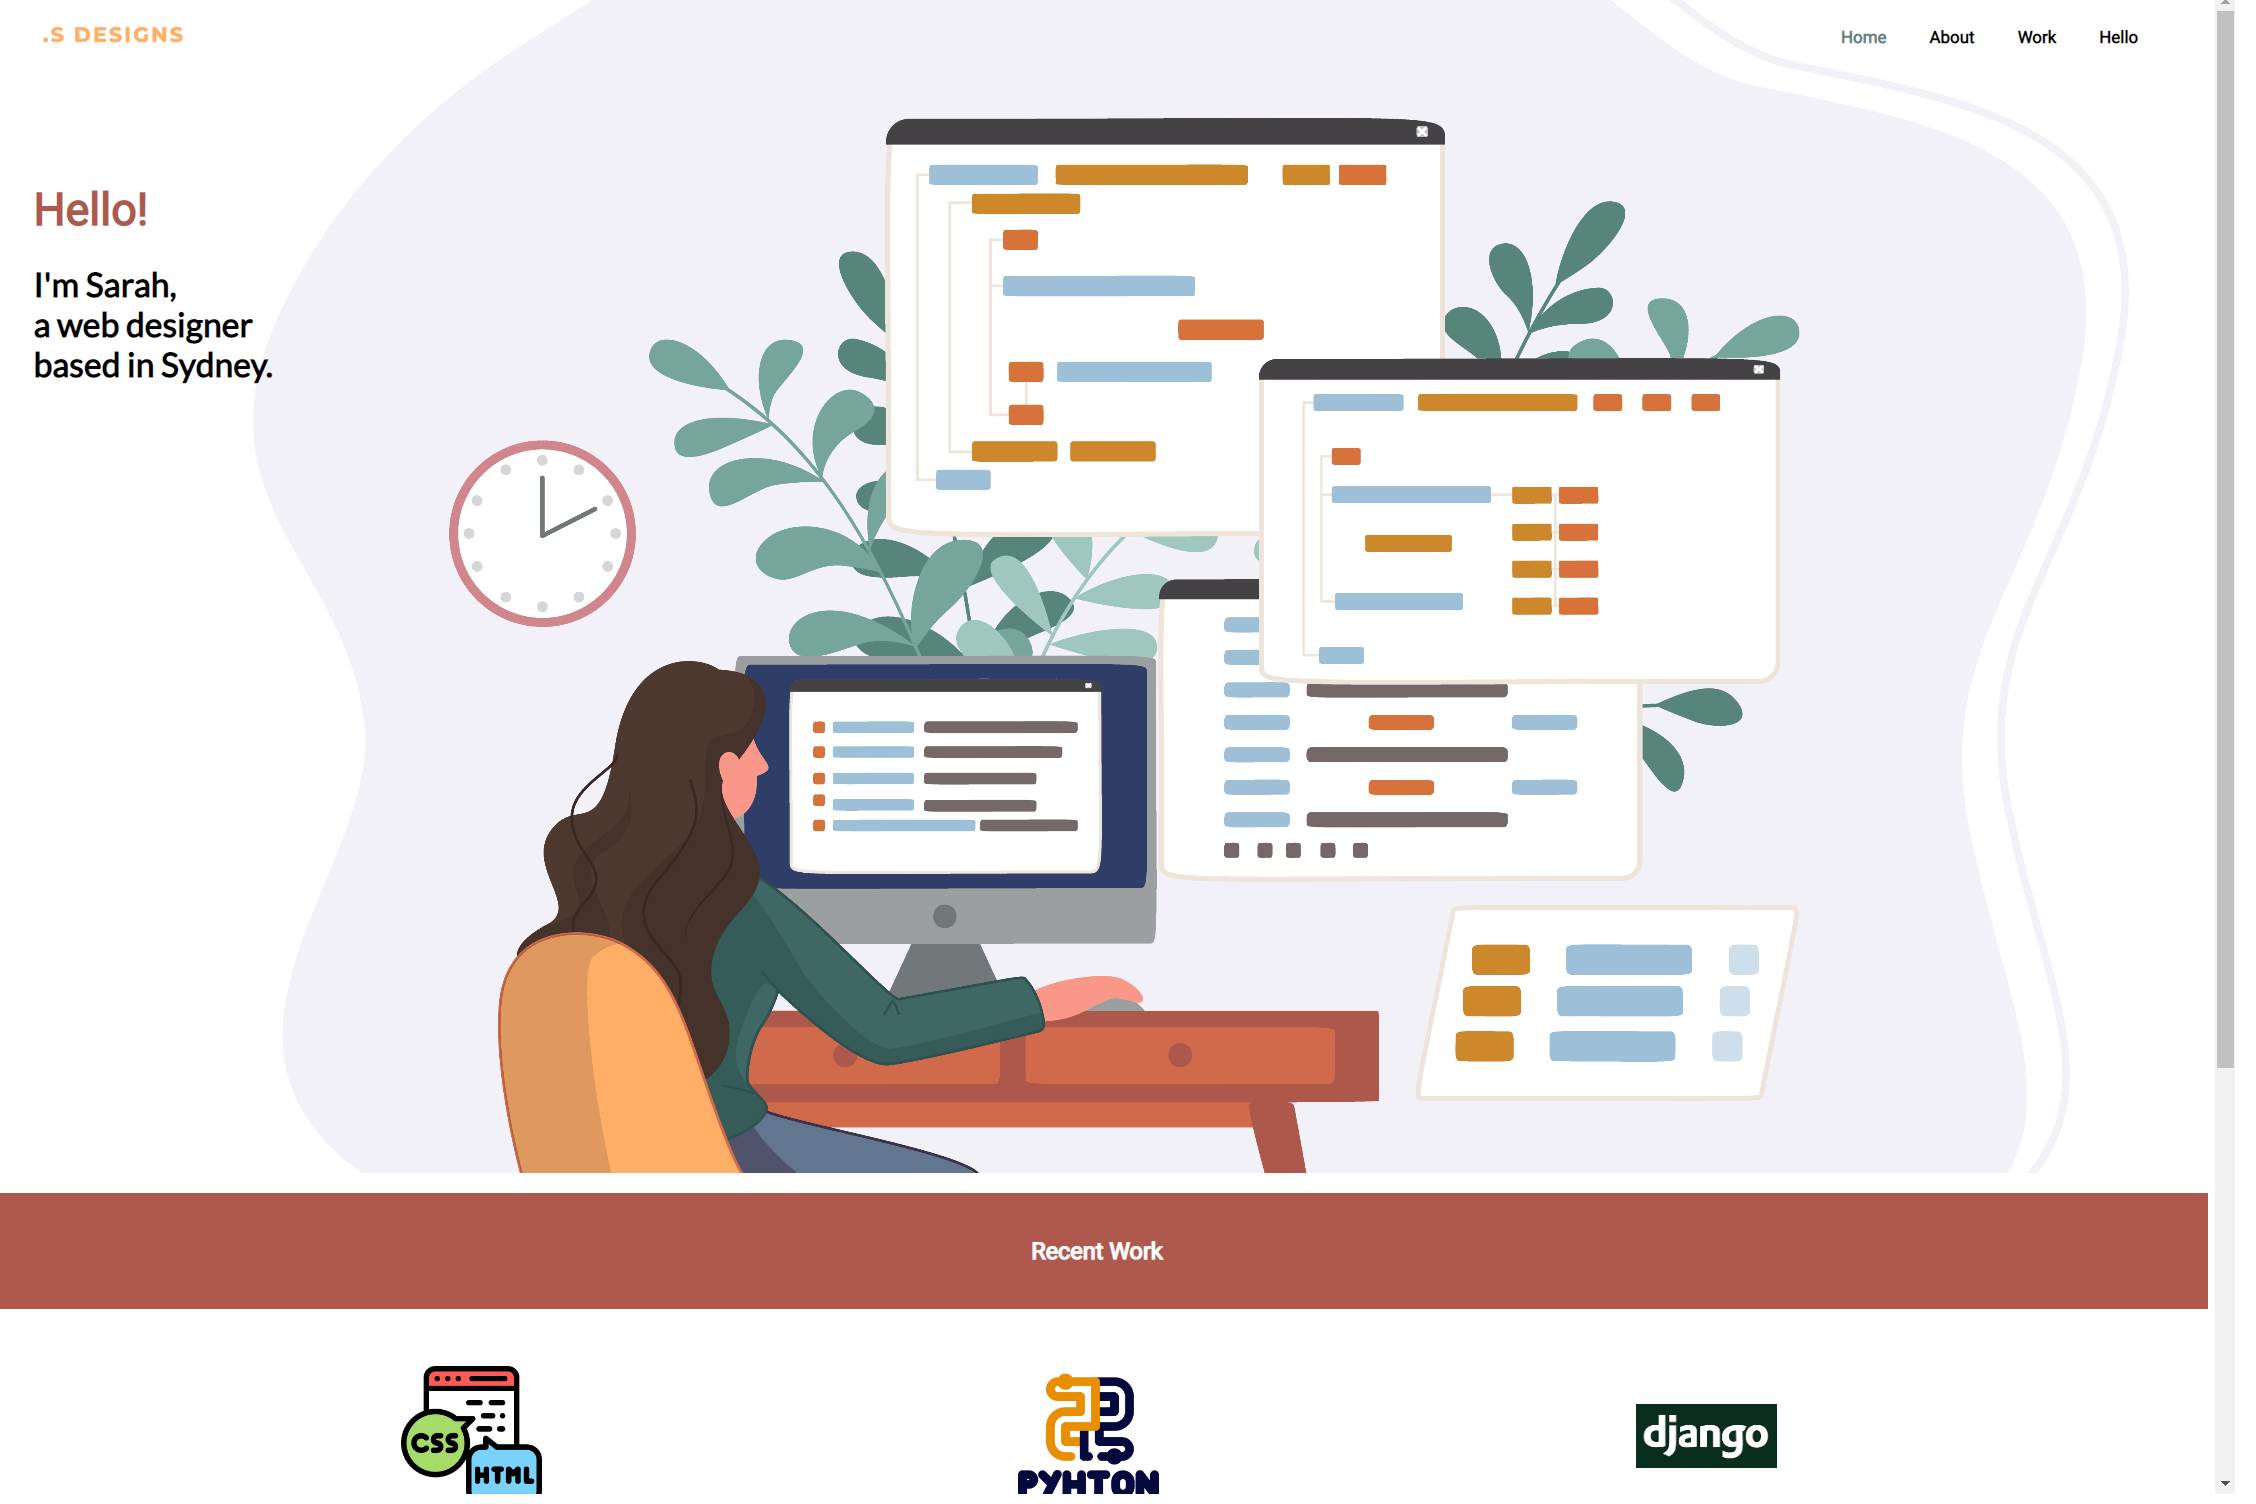 .S DESIGNS
Home About Work Hello
Hello!
I'm Sarah,
a web designer
based in Sydney.
Recent Work
CSS
HTML
PYHTON
django